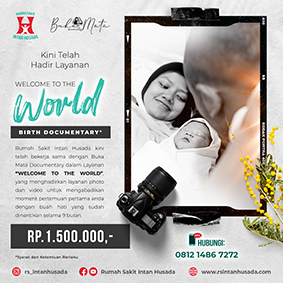 RUMAH SAKIT
INTAN HUSADA
Buka Mata
Kini Telah
Hadir Layanan
WELCOME TO THE
World
BIRTH DOCUMENTARY*
Rumah Sakit Intan Husada kini
telah bekerja sama dengan Buka
Mata Documentary dalam Layanan
"WELCOME TO THE WORLD".
yang menghadirkan layanan photo
dan video untuk mengabadikan
momen pertemuan pertama anda
dengan buah hati yang sudah
dinantikan selama 9 bulan.
RP.1.500.000,-
*Syarat dan Ketentuan Berlaku
HUBUNGI:
0812 1486 7272
rs_intanhusada
Rumah Sakit Intan Husada
www.rsintanhusada.com